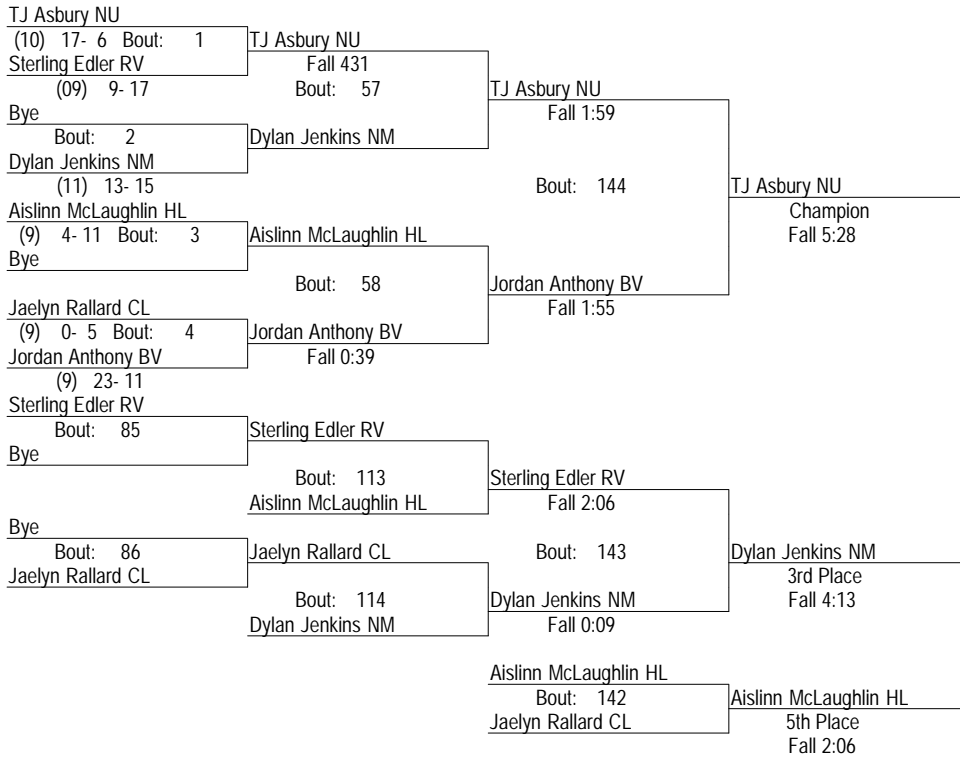 TJ Asbury NU
(10) 17- 6 Bout: 1 TJ Asbury NU
Sterling Edler RV Fall 431
(09) 9- 17 Bout: 57 TJ Asbury NU
Bye Fall 1:59
Bout: 2 Dylan Jenkins NM
Dylan Jenkins NM
(11) 13- 15 Bout: 144 TJ Asbury NU
Aislinn McLaughlin HL Champion
(9) 4- 11 Bout: 3 Aislinn McLaughlin HL Fall 5:28
Bye
Bout: 58 Jordan Anthony BV
Jaelyn Rallard CL Fall 1:55
(9) 0- 5 Bout: 4 Jordan Anthony BV
Jordan Anthony BV Fall 0:39
(9) 23- 11
Sterling Edler RV
Bout: 85 Sterling Edler RV
Bye
Bout: 113 Sterling Edler RV
Aislinn McLaughlin HL Fall 2:06
Bye
Bout: 86 Jaelyn Rallard CL Bout: 143 Dylan Jenkins NM
Jaelyn Rallard CL 3rd Place
Bout: 114 Dylan Jenkins NM Fall 4:13
Dylan Jenkins NM Fall 0:09
Aislinn McLaughlin HL
Bout: 142 Aislinn McLaughlin HL
Jaelyn Rallard CL 5th Place
Fall 2:06